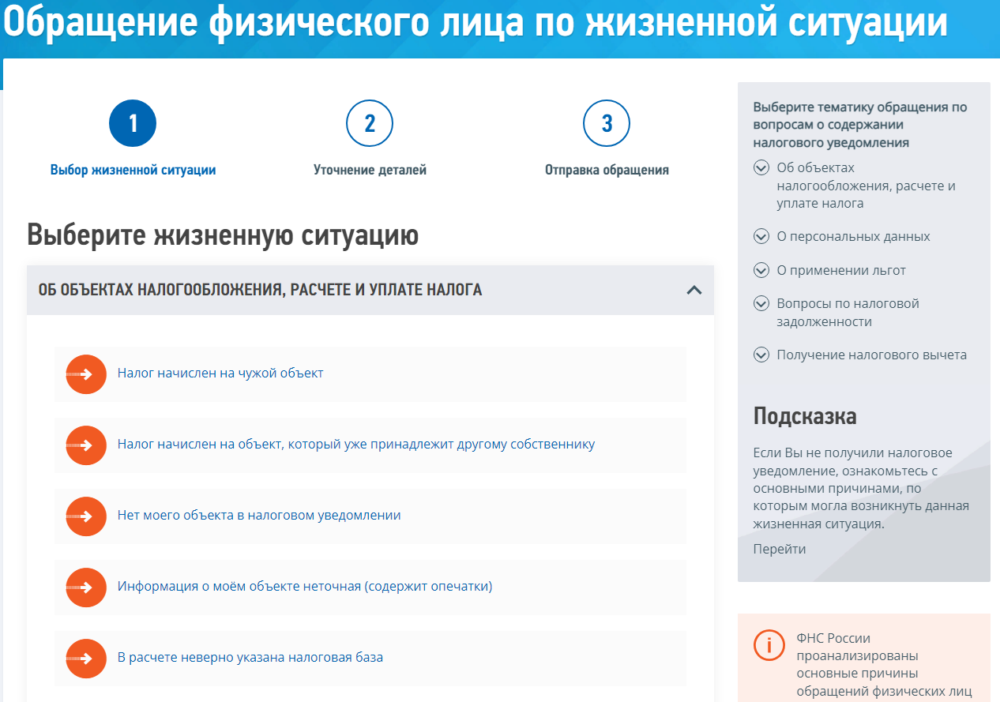 Обращение физического лица по жизненной ситуации
1
Выбор жизненной ситуации
2
Уточнение деталей
3
Отправка обращения
Выберите жизненную ситуацию
ОБ ОБЪЕКТАХ НАЛОГООБЛОЖЕНИЯ, РАСЧЕТЕ И УПЛАТЕ НАЛОГА
Налог начислен на чужой объект
Налог начислен на объект, который уже принадлежит другому собственнику
Нет моего объекта в налоговом уведомлении
Информация о моём объекте неточная (содержит опечатки)
В расчете неверно указана налоговая база
Выберите тематику обращения по
вопросам о содержании
налогового уведомления
Об объектах
налогообложения, расчете и
уплате налога
О персональных данных
О применении льгот
Вопросы по налоговой
задолженности
Получение налогового вычета
Подсказка
Если Вы не получили налоговое
уведомление, ознакомьтесь с
основными причинами, по
которым могла возникнуть данная
жизненная ситуация.
Перейти
i
ФНС России
проанализированы
основные причины
обращений физических лиц